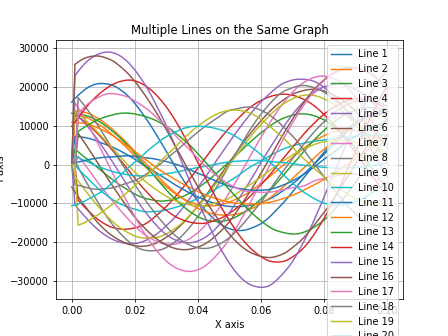 Multiple Lines on the Same Graph
30000
20000
10000
0
-10000
-20000
-30000
0.00
0.02
0.04
0.06
0.08
X axis
Line 1
Line 2
Line 3
Line 4
Line 5
Line 6
Line 7
Line 8
Line 9
Line 10
Line 11
Line 12
Line 13
Line 14
Line 15
Line 16
Line 17
Line 18
Line 19
Line 20